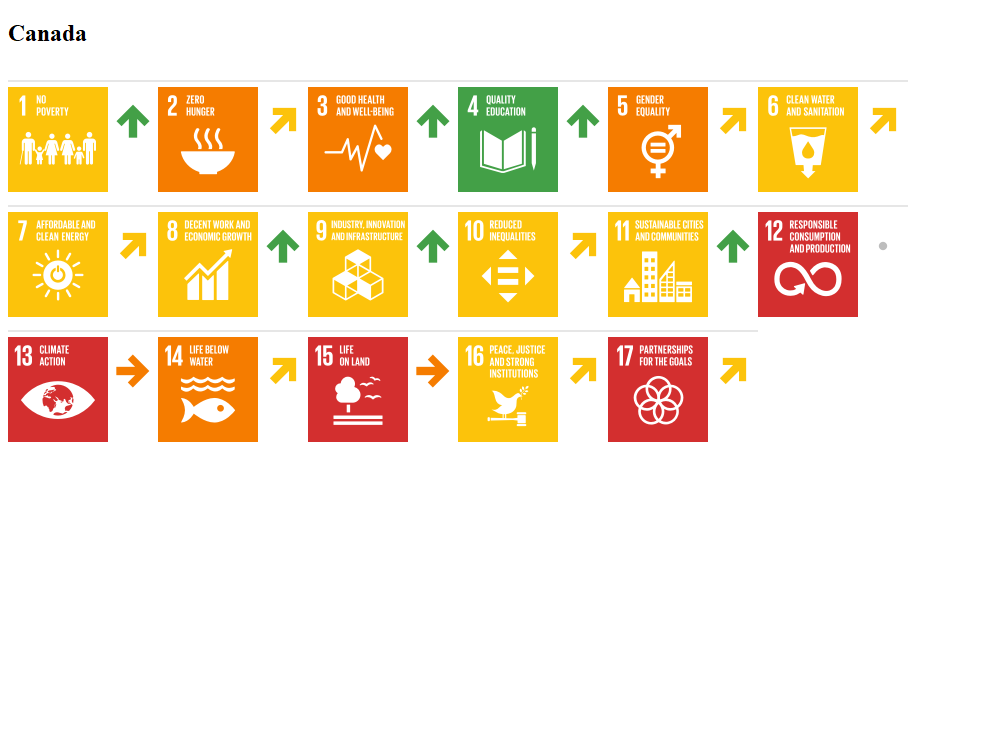 Canada
1 NO
POVERTY
2 ZERO
HUNGER
3 GOOD HEALTH
AND WELL-BEING
4 QUALITY
EDUCATION
5 GENDER
EQUALITY
6 CLEAN WATER
AND SANITATION
7 AFFORDABLE AND
CLEAN ENERGY
8 DECENT WORK AND
ECONOMIC GROWTH
9 INDUSTRY, INNOVATION
AND INFRASTRUCTURE
10 REDUCED
INEQUALITIES
11 SUSTAINABLE CITIES
AND COMMUNITIES
12 RESPONSIBLE
CONSUMPTION
AND PRODUCTION
13 CLIMATE
ACTION
14 LIFE BELOW
WATER
15 LIFE
ON LAND
16 PEACE, JUSTICE
AND STRONG
INSTITUTIONS
17 PARTNERSHIPS
FOR THE GOALS